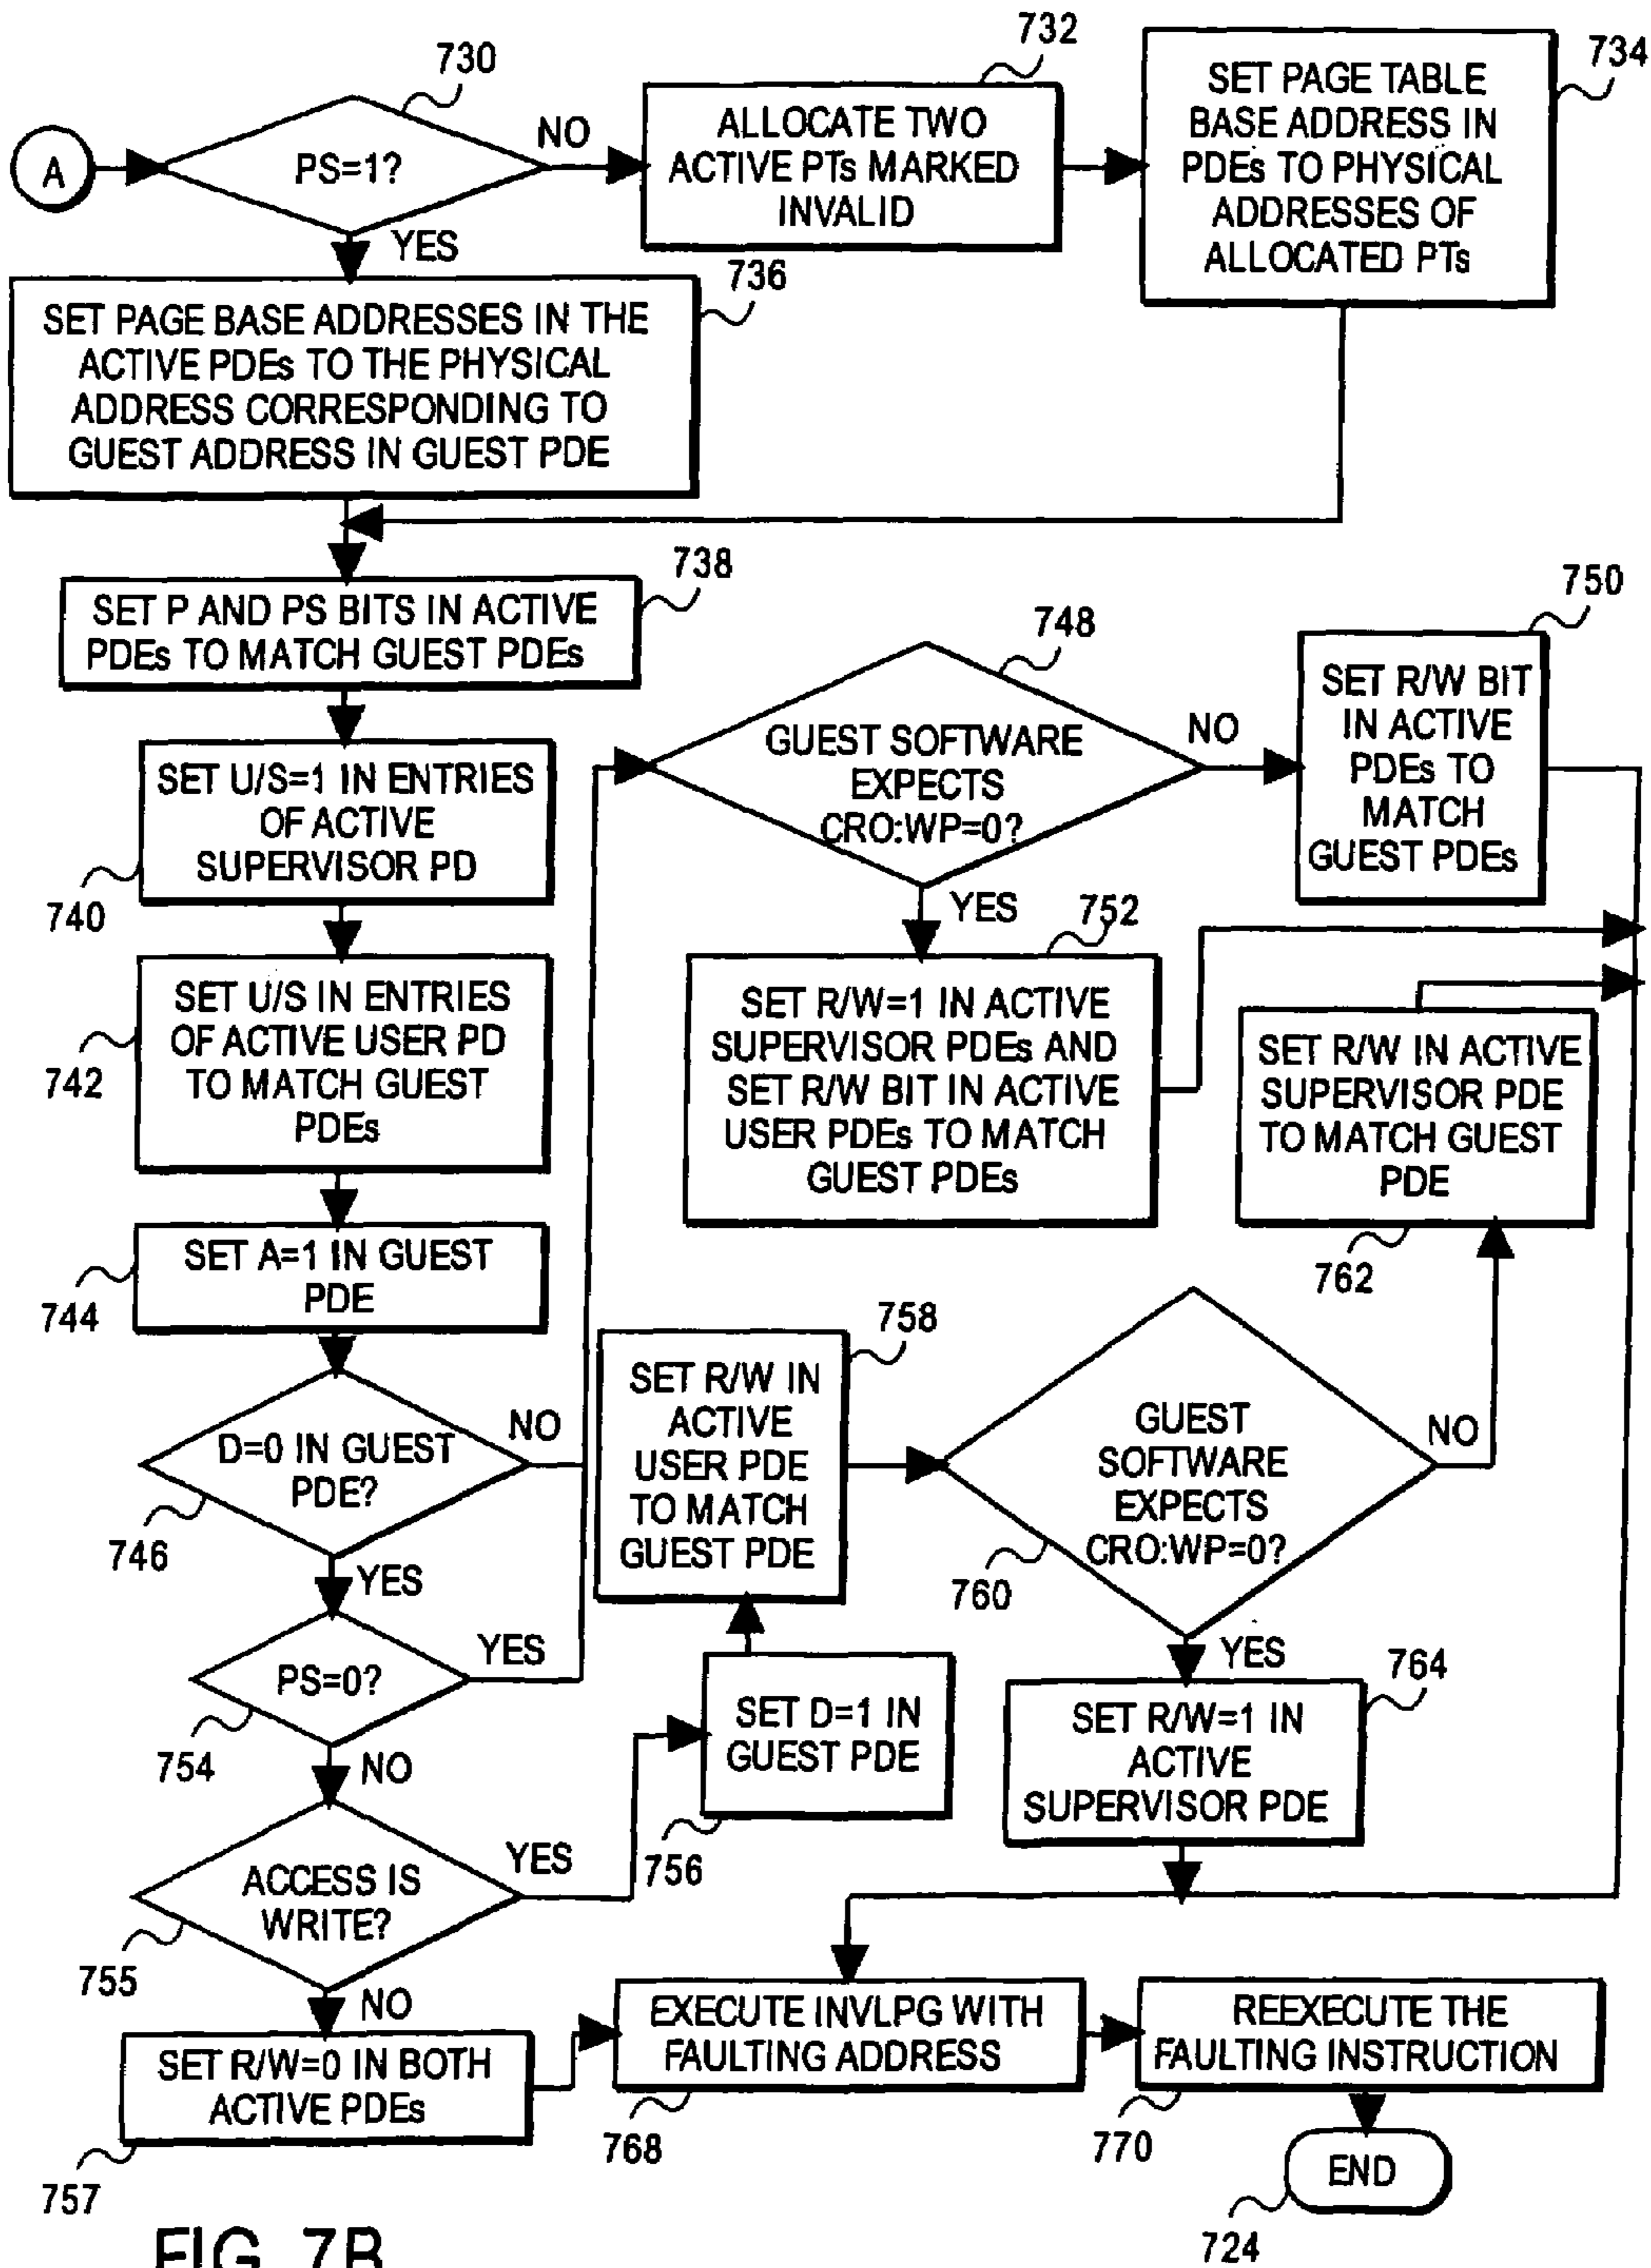 730
732
734
A
PS=1?
NO
YES
ALLOCATE TWO
ACTIVE PTs MARKED
INVALID
SET PAGE TABLE
BASE ADDRESS IN
PDEs TO PHYSICAL
ADDRESSES OF
ALLOCATED PTs
736
SET PAGE BASE ADDRESSES IN THE
ACTIVE PDEs TO THE PHYSICAL
ADDRESS CORRESPONDING TO
GUEST ADDRESS IN GUEST PDE
738
SET P AND PS BITS IN ACTIVE
PDEs TO MATCH GUEST PDEs
SET U/S=1 IN ENTRIES
OF ACTIVE
SUPERVISOR PD
740
SET U/S IN ENTRIES
OF ACTIVE USER PD
TO MATCH GUEST
PDEs
742
SET A=1 IN GUEST
PDE
744
D=0 IN GUEST
PDE?
NO
746
YES
PS=0?
YES
754
NO
ACCESS IS
WRITE?
YES
755
NO
SET R/W=0 IN BOTH
ACTIVE PDEs
757
748
GUEST SOFTWARE
EXPECTS
CRO:WP=0?
NO
YES
750
SET R/W BIT
IN ACTIVE
PDEs TO
MATCH
GUEST PDEs
752
SET R/W=1 IN ACTIVE
SUPERVISOR PDEs AND
SET R/W BIT IN ACTIVE
USER PDEs TO MATCH
GUEST PDEs
SET R/W IN ACTIVE
SUPERVISOR PDE
TO MATCH GUEST
PDE
762
SET D=1 IN
GUEST PDE
756
758
SET R/W IN
ACTIVE
USER PDE
TO MATCH
GUEST PDE
GUEST
SOFTWARE
EXPECTS
CRO:WP=0?
760
NO
YES
764
SET R/W=1 IN
ACTIVE
SUPERVISOR PDE
EXECUTE INVLPG WITH
FAULTING ADDRESS
768
REEXECUTE THE
FAULTING INSTRUCTION
770
END
724
FIG. 7B